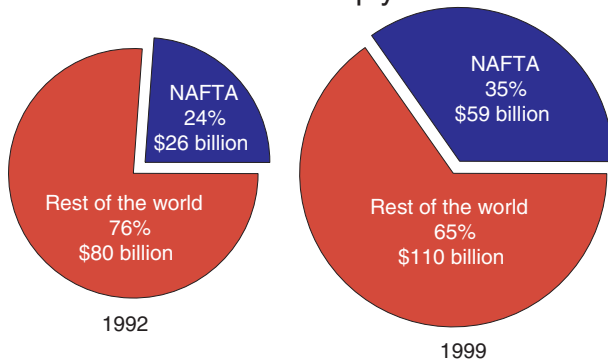 NAFTA
24%
$26 billion
Rest of the world
76%
$80 billion
1992
NAFTA
35%
$59 billion
Rest of the world
65%
$110 billion
1999